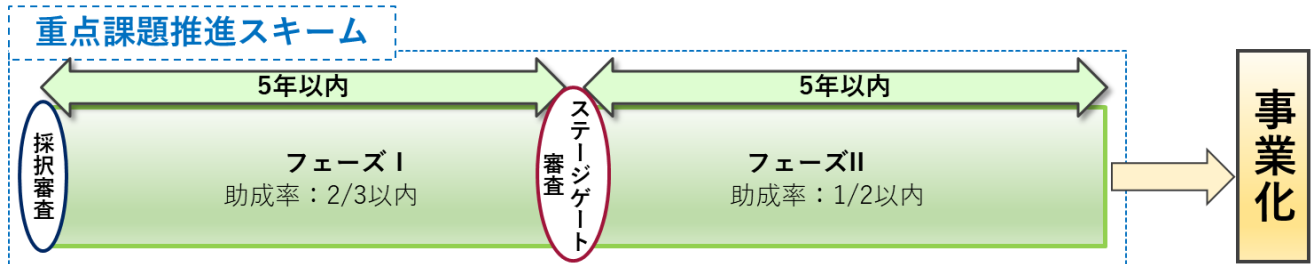 重点課題推進スキーム
5年以内
5年以内
採択審査
フェーズ I
助成率：2/3以内
ステージゲート
審査
フェーズII
助成率：1/2以内
事業化